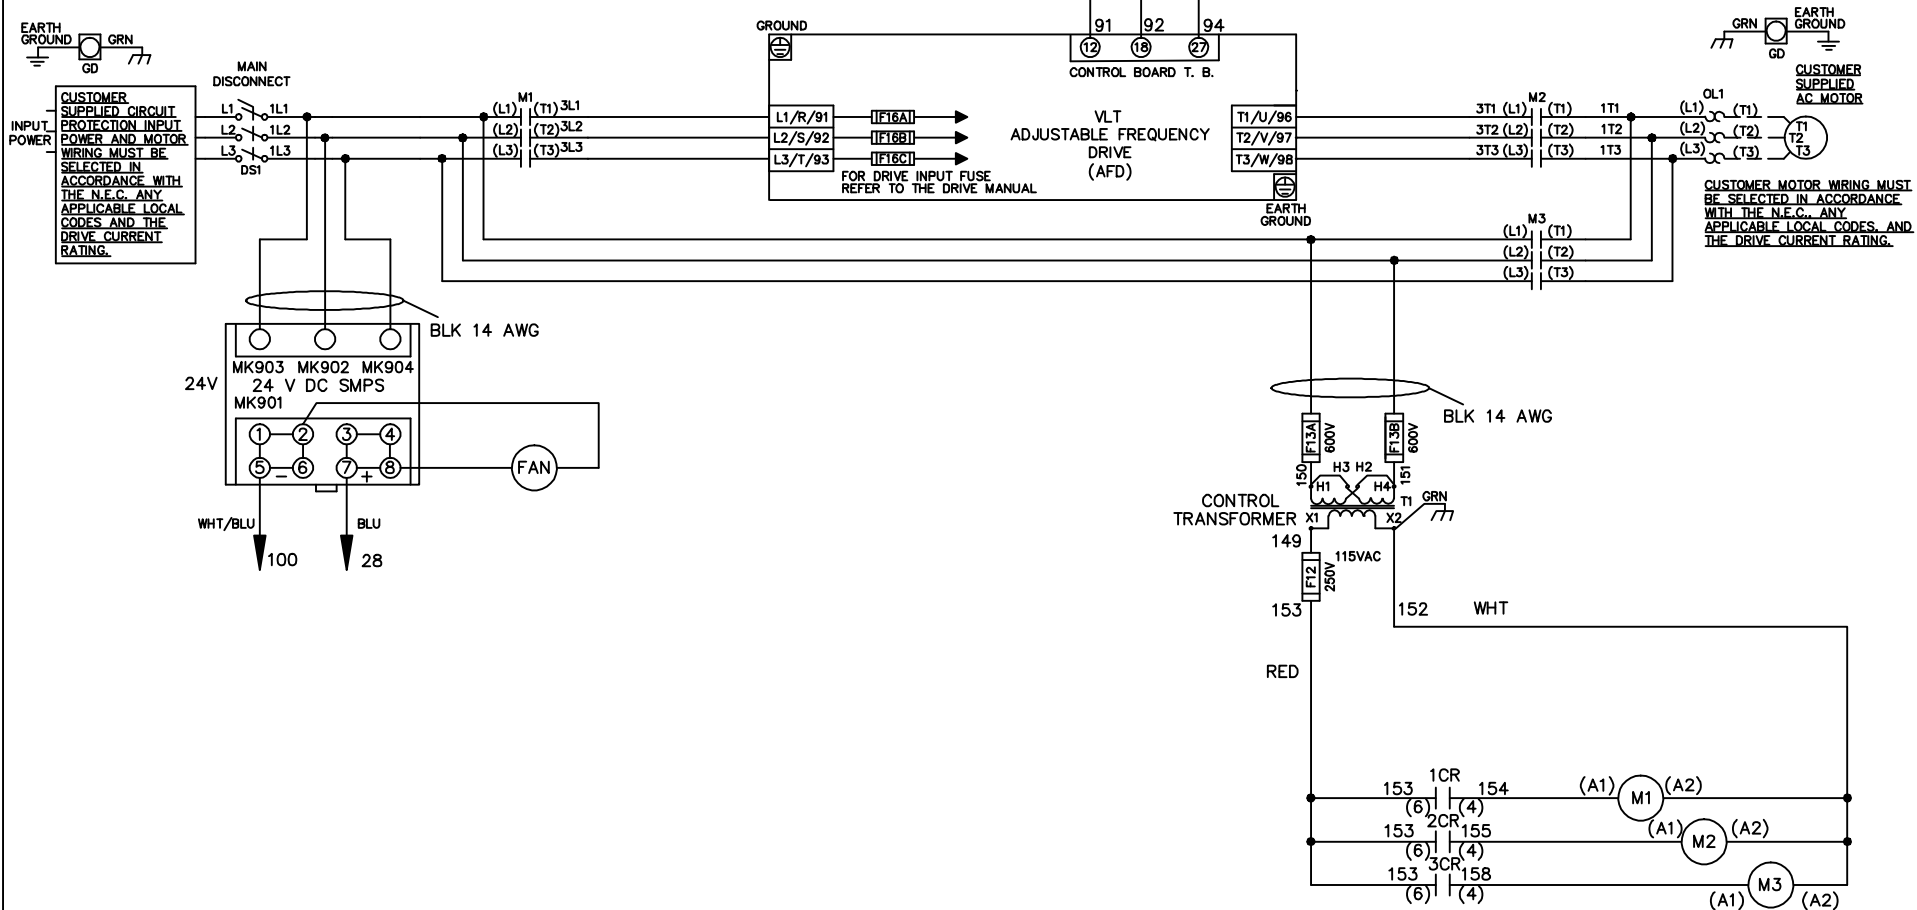 EARTH
GROUND
GRN
GD
MAIN
DISCONNECT
INPUT
POWER
CUSTOMER
SUPPLIED CIRCUIT
PROTECTION INPUT
POWER AND MOTOR
WIRING MUST BE
SELECTED IN
ACCORDANCE WITH
THE N.E.C. ANY
APPLICABLE LOCAL
CODES AND THE
DRIVE CURRENT
RATING.
L1 1L1
L2 1L2
L3 1L3
DS1
M1
(L1) (T1) 3L1
(L2) (T2) 3L2
(L3) (T3) 3L3
GROUND
91 92 94
12 18 27
CONTROL BOARD T. B.
L1/R/91 F16A
L2/S/92 F16B
L3/T/93 F16C
FOR DRIVE INPUT FUSE
REFER TO THE DRIVE MANUAL
VLT
ADJUSTABLE FREQUENCY
DRIVE
(AFD)
T1/U/96
T2/V/97
T3/W/98
EARTH
GROUND
M2
3T1 (L1) (T1) 1T1
3T2 (L2) (T2) 1T2
3T3 (L3) (T3) 1T3
M3
(L1) (T1)
(L2) (T2)
(L3) (T3)
GRN
EARTH
GROUND
GD
CUSTOMER
SUPPLIED
AC MOTOR
OL1
(L1) (T1)
(L2) (T2)
(L3) (T3)
T1
T2
T3
CUSTOMER MOTOR WIRING MUST
BE SELECTED IN ACCORDANCE
WITH THE N.E.C., ANY
APPLICABLE LOCAL CODES, AND
THE DRIVE CURRENT RATING.
BLK 14 AWG
MK903 MK902 MK904
24V
24 V DC SMPS
MK901
1 2 3 4
5 - 6 7 + 8
FAN
WHT/BLU
BLU
100
28
BLK 14 AWG
F13A
600V
F13B
600V
150
151
H3 H2
H1 H4
T1
GRN
CONTROL
TRANSFORMER
X1 X2
149
115VAC
F12
250V
153
152
WHT
RED
1CR
153 154
(6) (4)
(A1) M1 (A2)
2CR
153 155
(6) (4)
(A1) M2 (A2)
3CR
153 158
(6) (4)
(A1) M3 (A2)